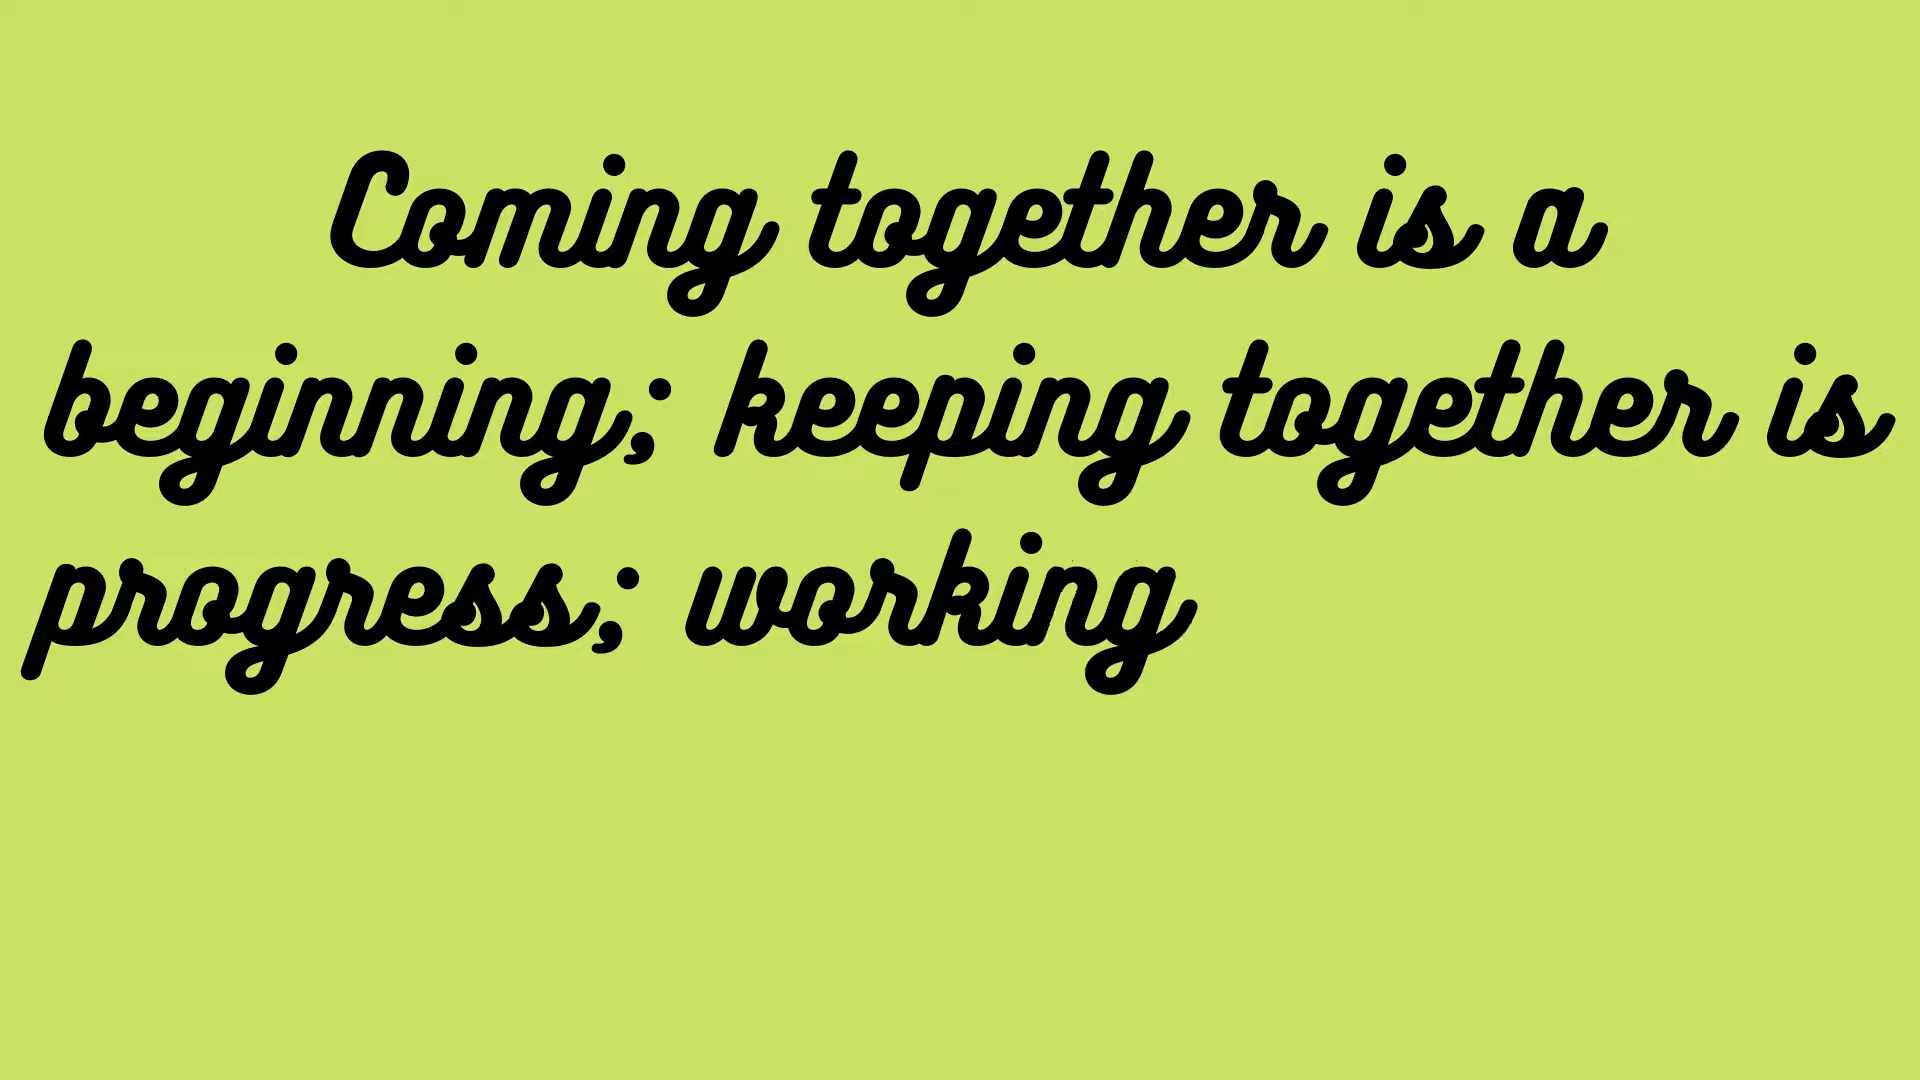 Coming together is a
beginning; keeping together is
progress; working